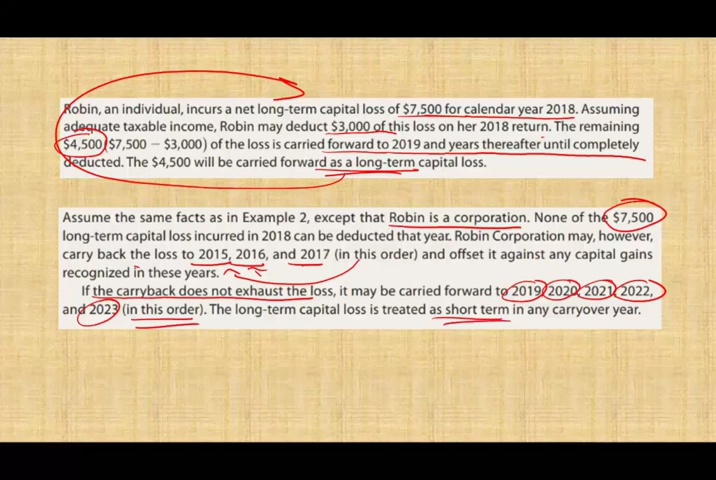 Robin, an individual, incurs a net long-term capital loss of $7,500 for calendar year 2018. Assuming
adequate taxable income, Robin may deduct $3,000 of this loss on her 2018 return. The remaining
$4,500 ($7,500 − $3,000) of the loss is carried forward to 2019 and years thereafter until completely
deducted. The $4,500 will be carried forward as a long-term capital loss.
Assume the same facts as in Example 2, except that Robin is a corporation. None of the $7,500
long-term capital loss incurred in 2018 can be deducted that year. Robin Corporation may, however,
carry back the loss to 2015, 2016, and 2017 (in this order) and offset it against any capital gains
recognized in these years.
If the carryback does not exhaust the loss, it may be carried forward to 2019, 2020, 2021, 2022,
and 2023 (in this order). The long-term capital loss is treated as short term in any carryover year.